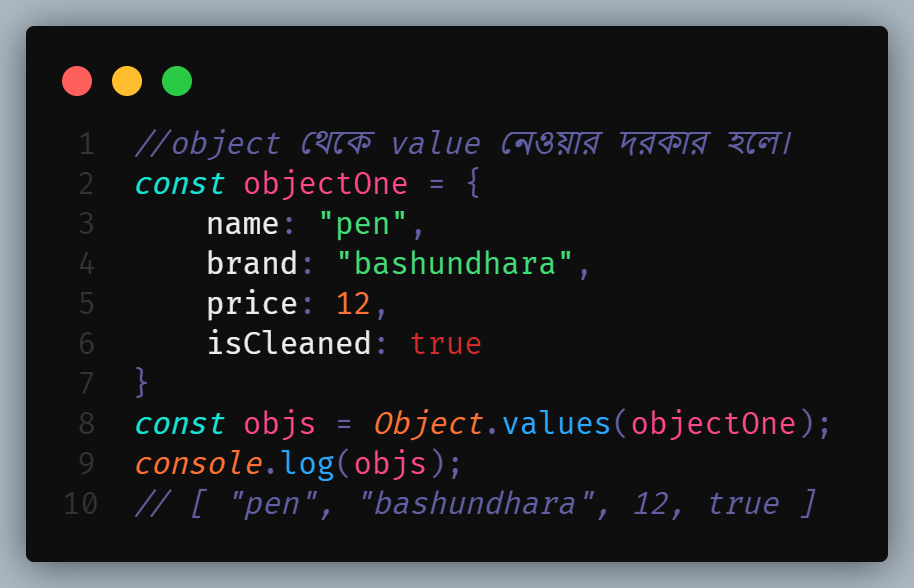 1 //object থেকে value নেওয়ার দরকার হলে।
2 const objectOne = {
3     name: "pen",
4     brand: "bashundhara",
5     price: 12,
6     isCleaned: true
7 }
8 const objs = Object.values(objectOne);
9 console.log(objs);
10 // [ "pen", "bashundhara", 12, true ]